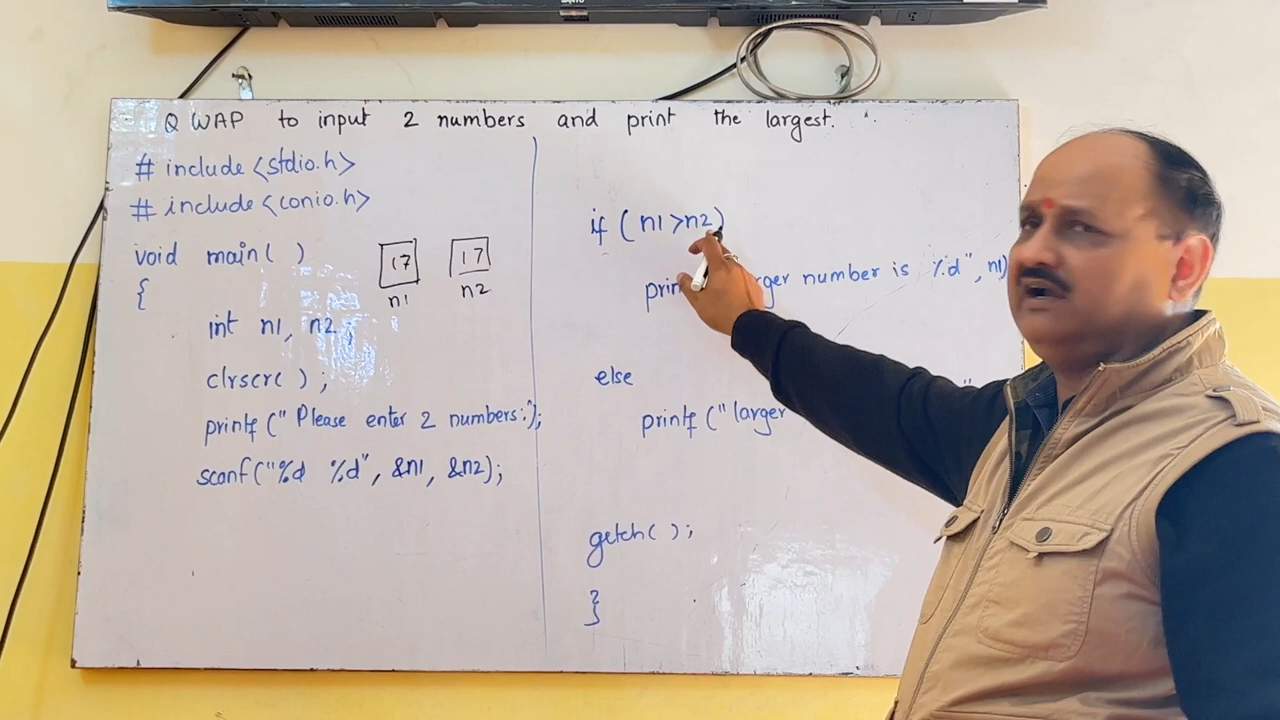 SANYO
Q WAP to input 2 numbers and print the largest.
# include <stdio.h>
# include <conio.h>
void main( )
{
17 17
n1 n2
int n1, n2 ;
clrscr( ) ;
printf (" Please enter 2 numbers:");
scanf("%d %d", &n1, &n2);
if ( n1>n2)
number is %d", n1)
else
printf ("larger
getch( );
}